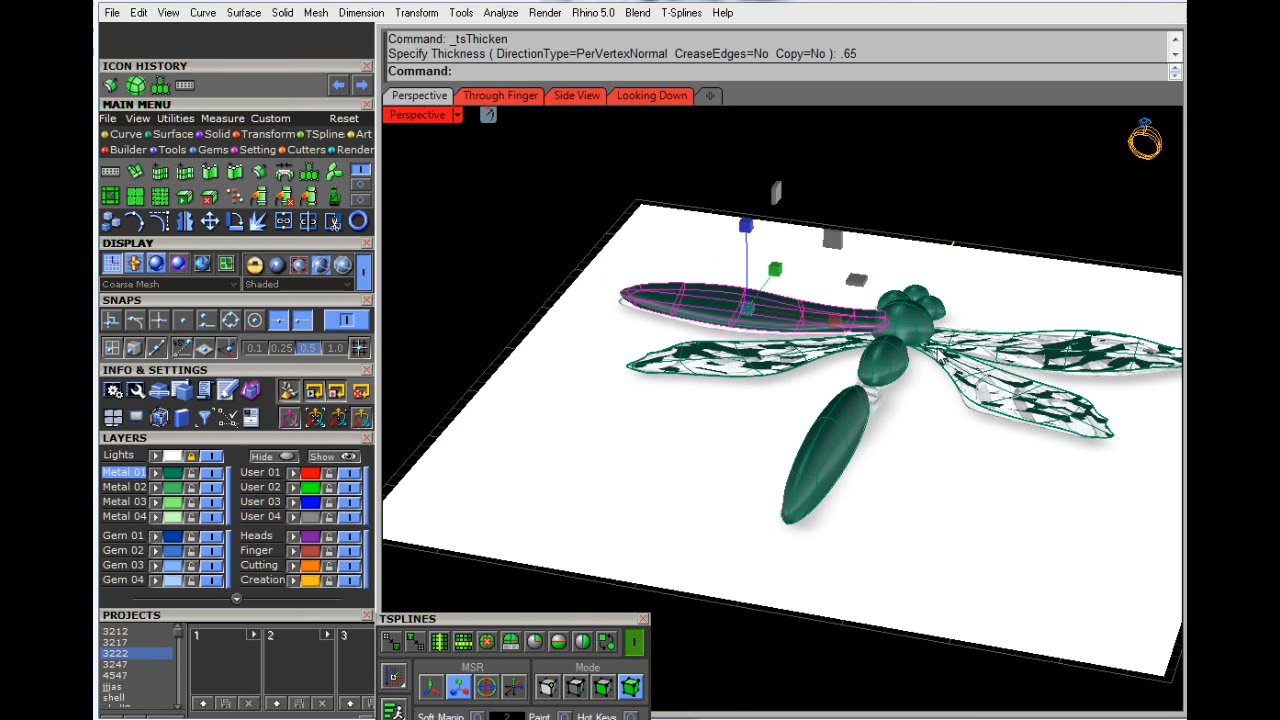 File Edit View Curve Surface Solid Mesh Dimension Transform Tools Analyze Render Rhino 5.0 Blend T-Splines Help
Command: _tsThicken
Specify Thickness ( DirectionType=PerVertexNormal CreaseEdges=No Copy=No ): .65
Command:
Perspective Through Finger Side View Looking Down
Perspective
ICON HISTORY
MAIN MENU
File View Utilities Measure Custom Reset
Curve Surface Solid Transform TSpline Art
Builder Tools Gems Setting Cutters Render
DISPLAY
Coarse Mesh Shaded
SNAPS
0.1 0.25 0.5 1.0
INFO & SETTINGS
LAYERS
Lights Hide Show
Metal 01 User 01
Metal 02 User 02
Metal 03 User 03
Metal 04 User 04
Gem 01 Heads
Gem 02 Finger
Gem 03 Cutting
Gem 04 Creation
PROJECTS
3212
3217
3222
3247
4547
jjjas
shell
1 2 3
TSPLINES
MSR Mode
Soft Manip 2 Paint Hot Keys